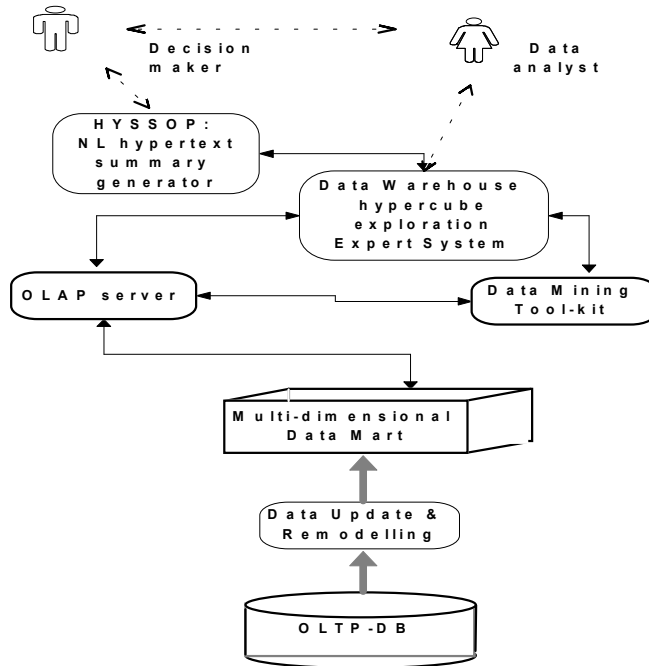 Decision
maker
Data
analyst
HYSSOP:
NL hypertext
summary
generator
Data Warehouse
hypercube
exploration
Expert System
OLAP server
Data Mining
Tool-kit
Multi-dimensional
Data Mart
Data Update &
Remodelling
OLTP-DB